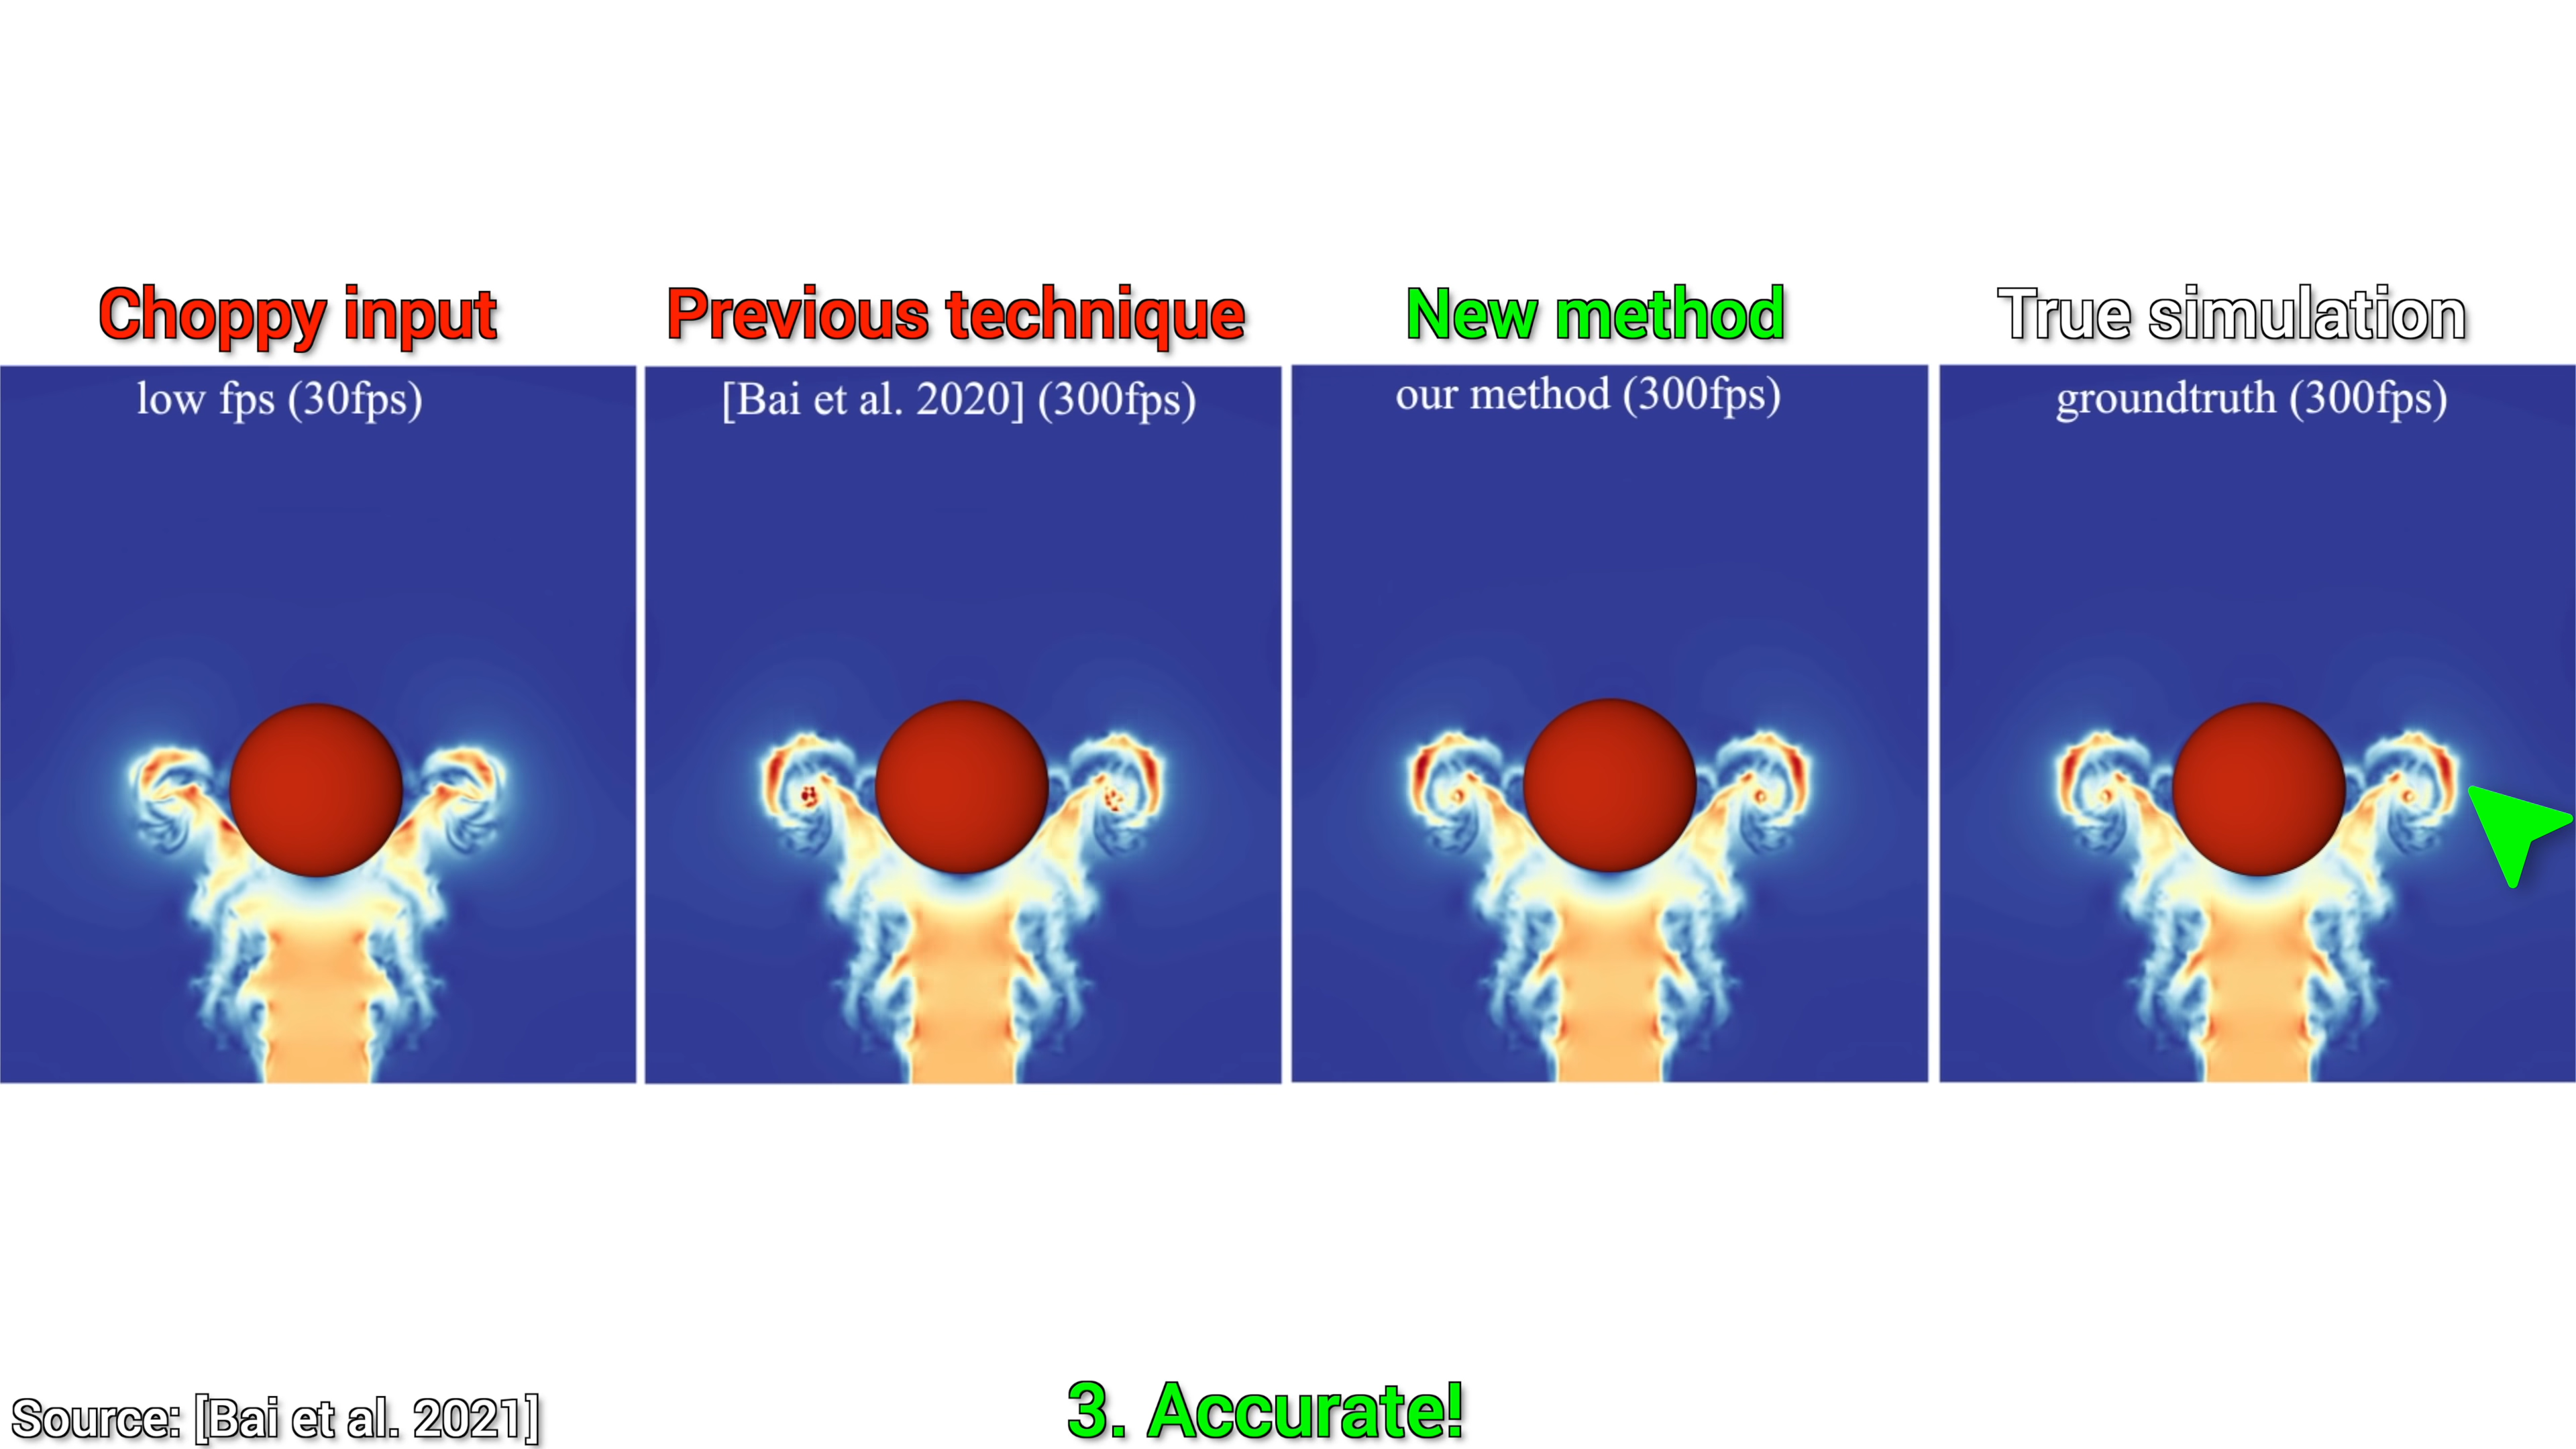 Choppy input
Previous technique
New method
True simulation
low fps (30fps)
[Bai et al. 2020] (300fps)
our method (300fps)
groundtruth (300fps)
3. Accurate!
Source: [Bai et al. 2021]